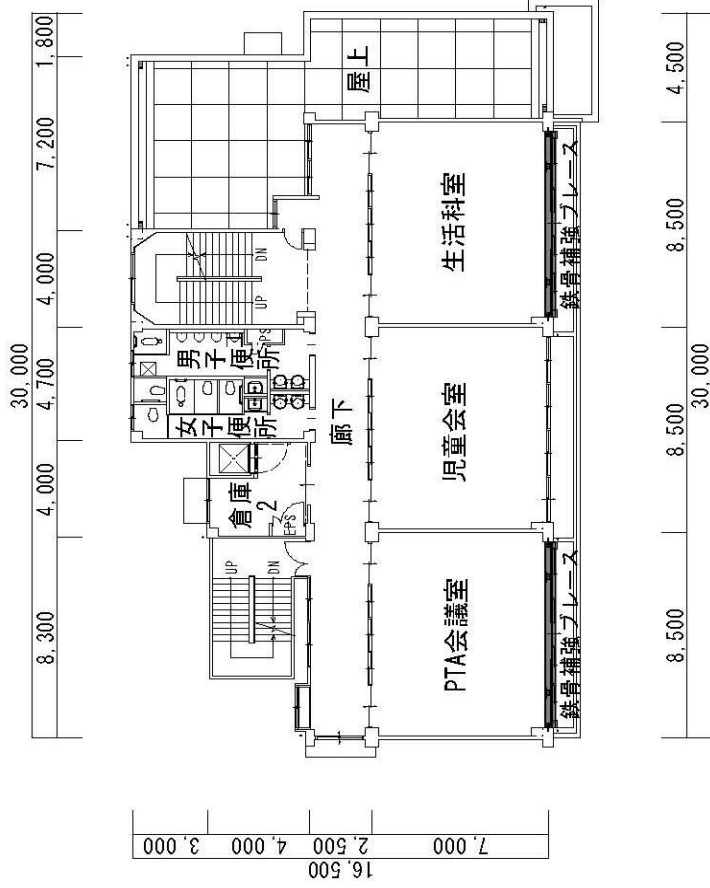 30,000
8,300
4,000
4,700
4,000
7,200
1,800
16,500
3,000
4,000
2,500
7,000
UP
DN
倉庫
2
EPS
女子便所
男子便所
EPS
UP
DN
屋上
廊下
PTA会議室
児童会室
生活科室
鉄骨補強ブレース
鉄骨補強ブレース
8,500
8,500
8,500
4,500
30,000